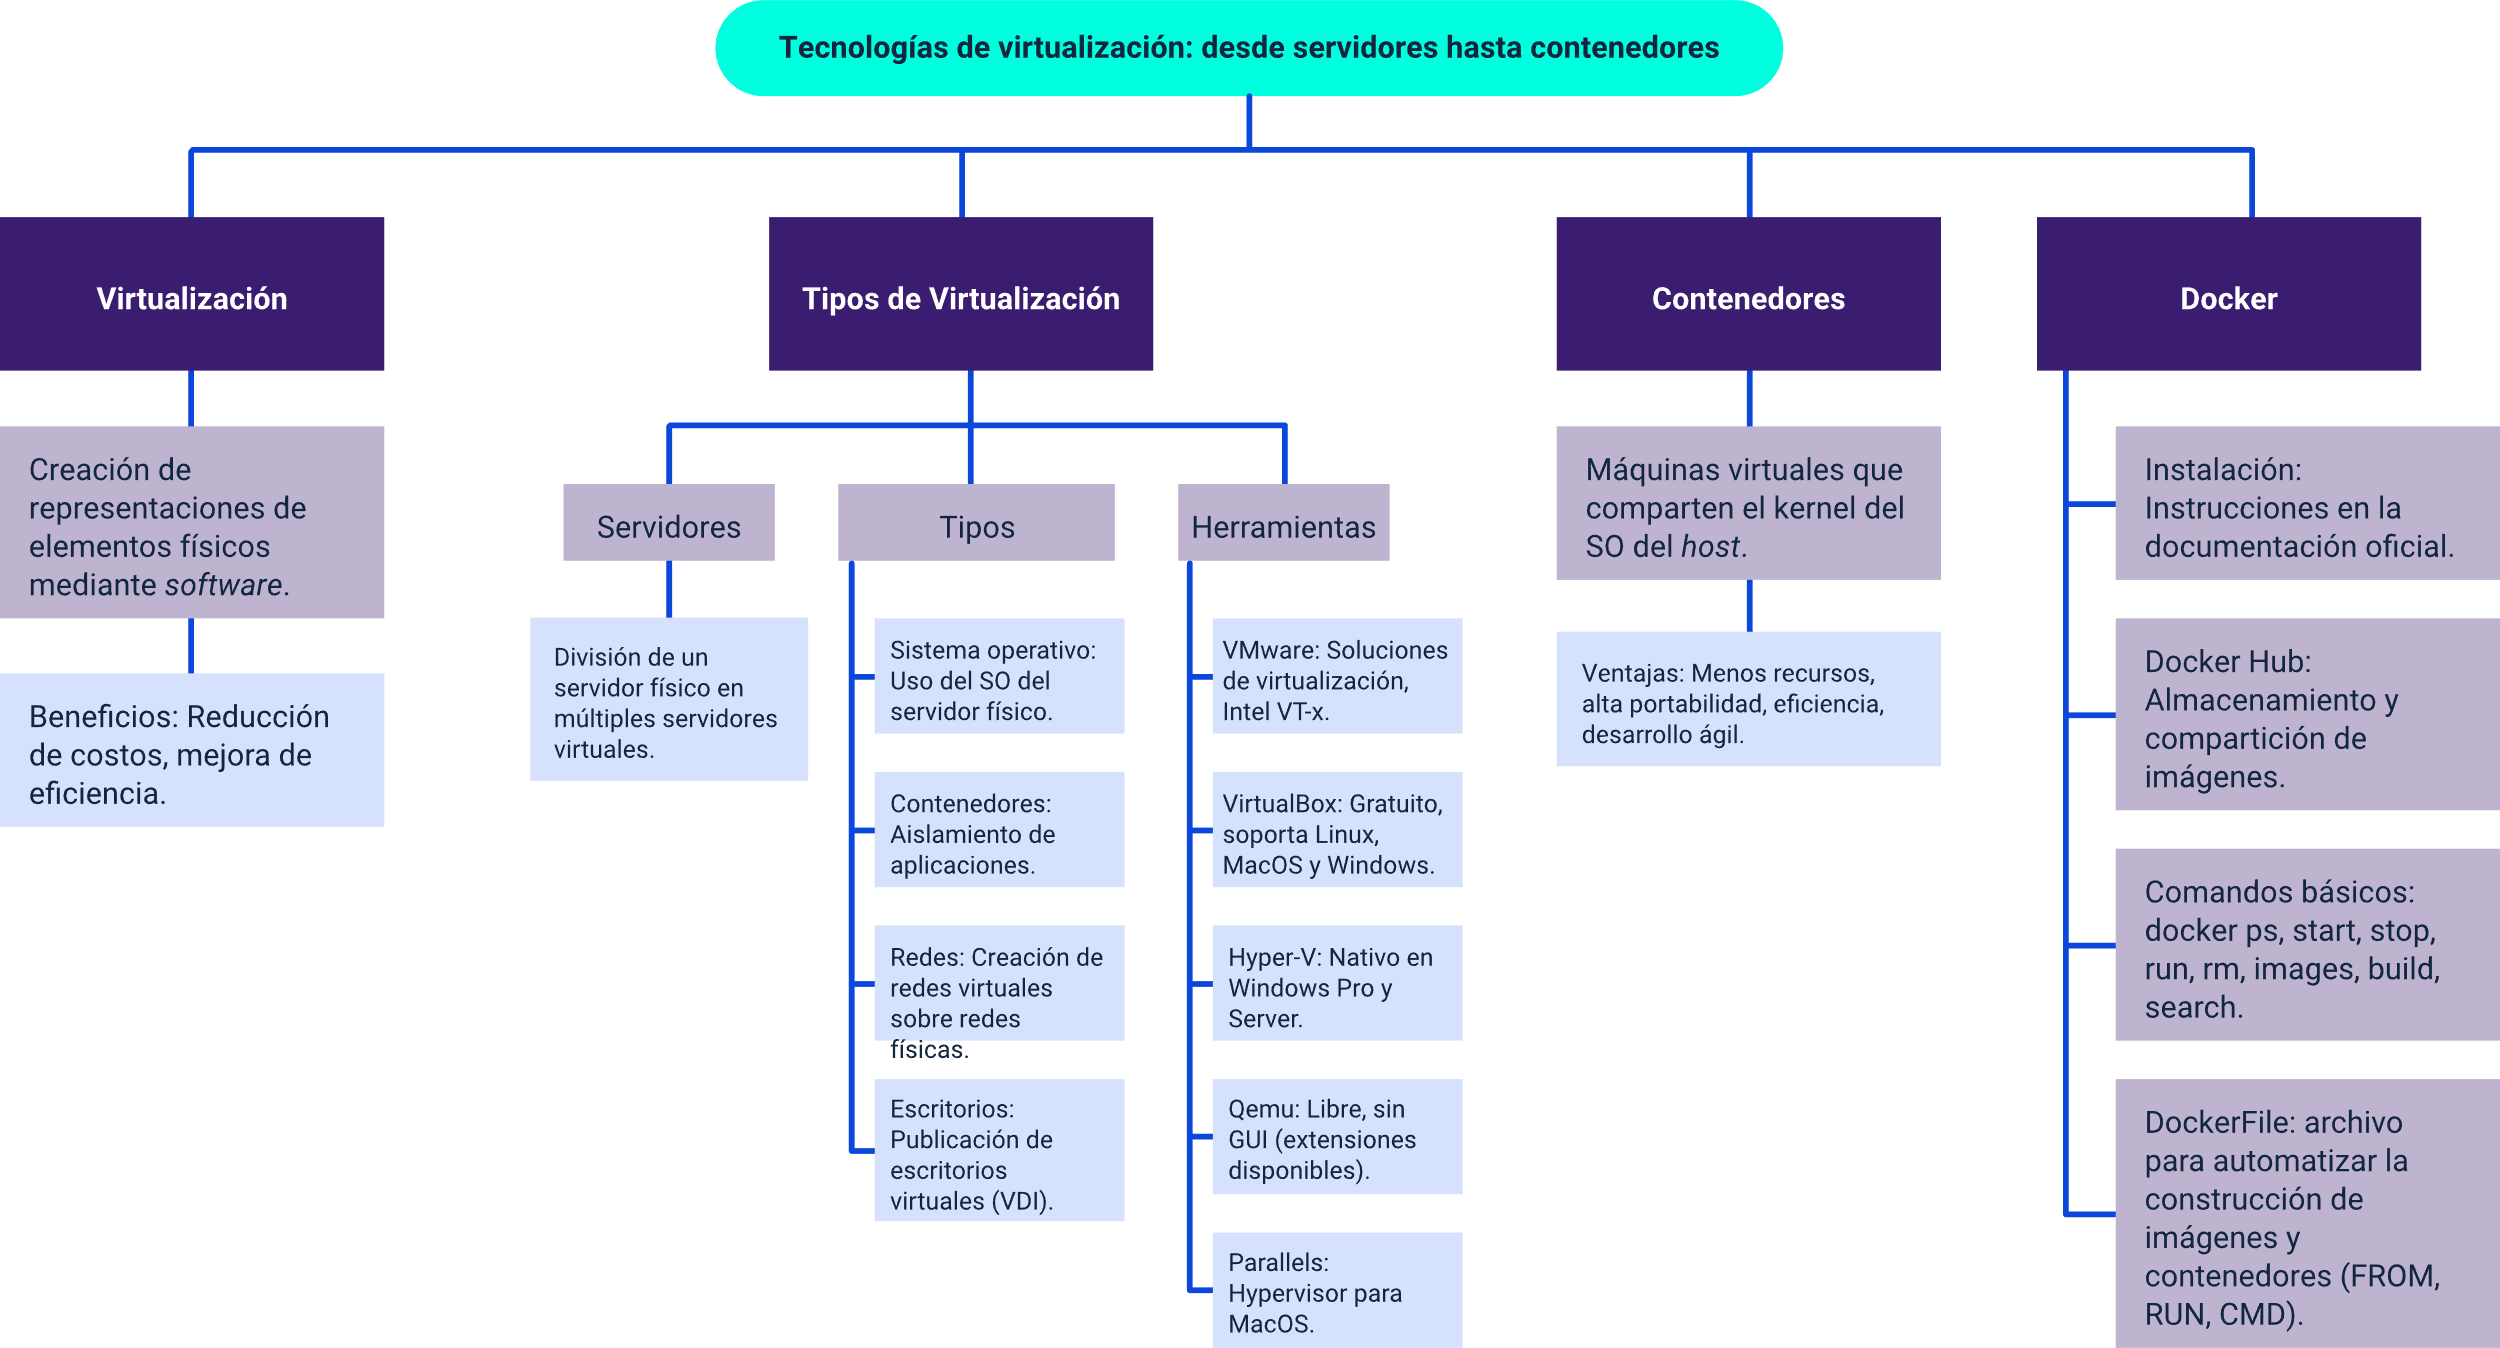 Tecnologías de virtualización: desde servidores hasta contenedores
Virtualización
Creación de
representaciones de
elementos físicos
mediante software.
Beneficios: Reducción
de costos, mejora de
eficiencia.
Tipos de Virtualización
Servidores
División de un
servidor físico en
múltiples servidores
virtuales.
Tipos
Sistema operativo:
Uso del SO del
servidor físico.
Contenedores:
Aislamiento de
aplicaciones.
Redes: Creación de
redes virtuales
sobre redes
físicas.
Escritorios:
Publicación de
escritorios
virtuales (VDI).
Herramientas
VMware: Soluciones
de virtualización,
Intel VT-x.
VirtualBox: Gratuito,
soporta Linux,
MacOS y Windows.
Hyper-V: Nativo en
Windows Pro y
Server.
Qemu: Libre, sin
GUI (extensiones
disponibles).
Parallels:
Hypervisor para
MacOS.
Contenedores
Máquinas virtuales que
comparten el kernel del
SO del host.
Ventajas: Menos recursos,
alta portabilidad, eficiencia,
desarrollo ágil.
Docker
Instalación:
Instrucciones en la
documentación oficial.
Docker Hub:
Almacenamiento y
compartición de
imágenes.
Comandos básicos:
docker ps, start, stop,
run, rm, images, build,
search.
DockerFile: archivo
para automatizar la
construcción de
imágenes y
contenedores (FROM,
RUN, CMD).